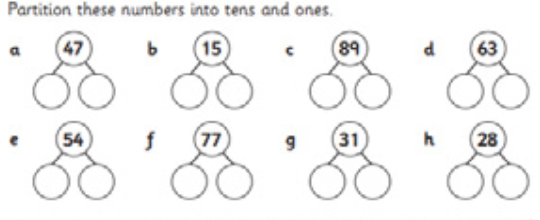 Partition these numbers into tens and ones.
a 47 b 15 c 89 d 63
e 54 f 77 g 31 h 28